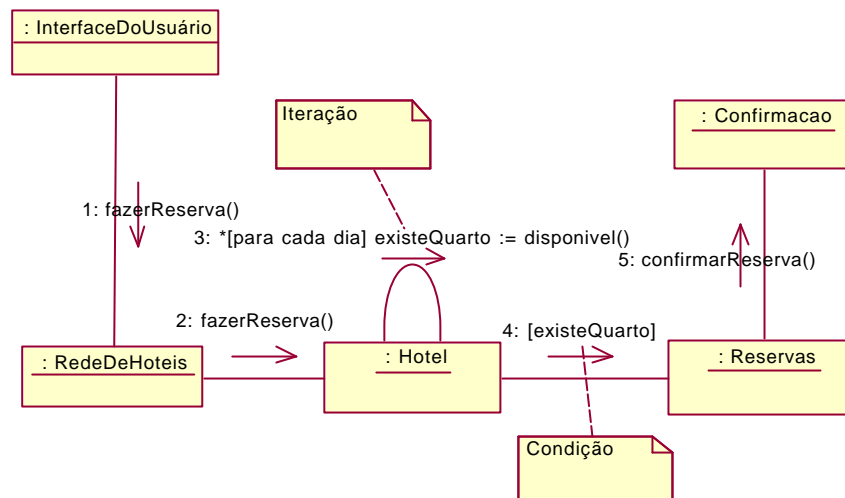 : InterfaceDoUsuário
Iteração
: Confirmacao
1: fazerReserva()
3: *[para cada dia] existeQuarto := disponivel()
5: confirmarReserva()
2: fazerReserva()
4: [existeQuarto]
: RedeDeHoteis
: Hotel
: Reservas
Condição